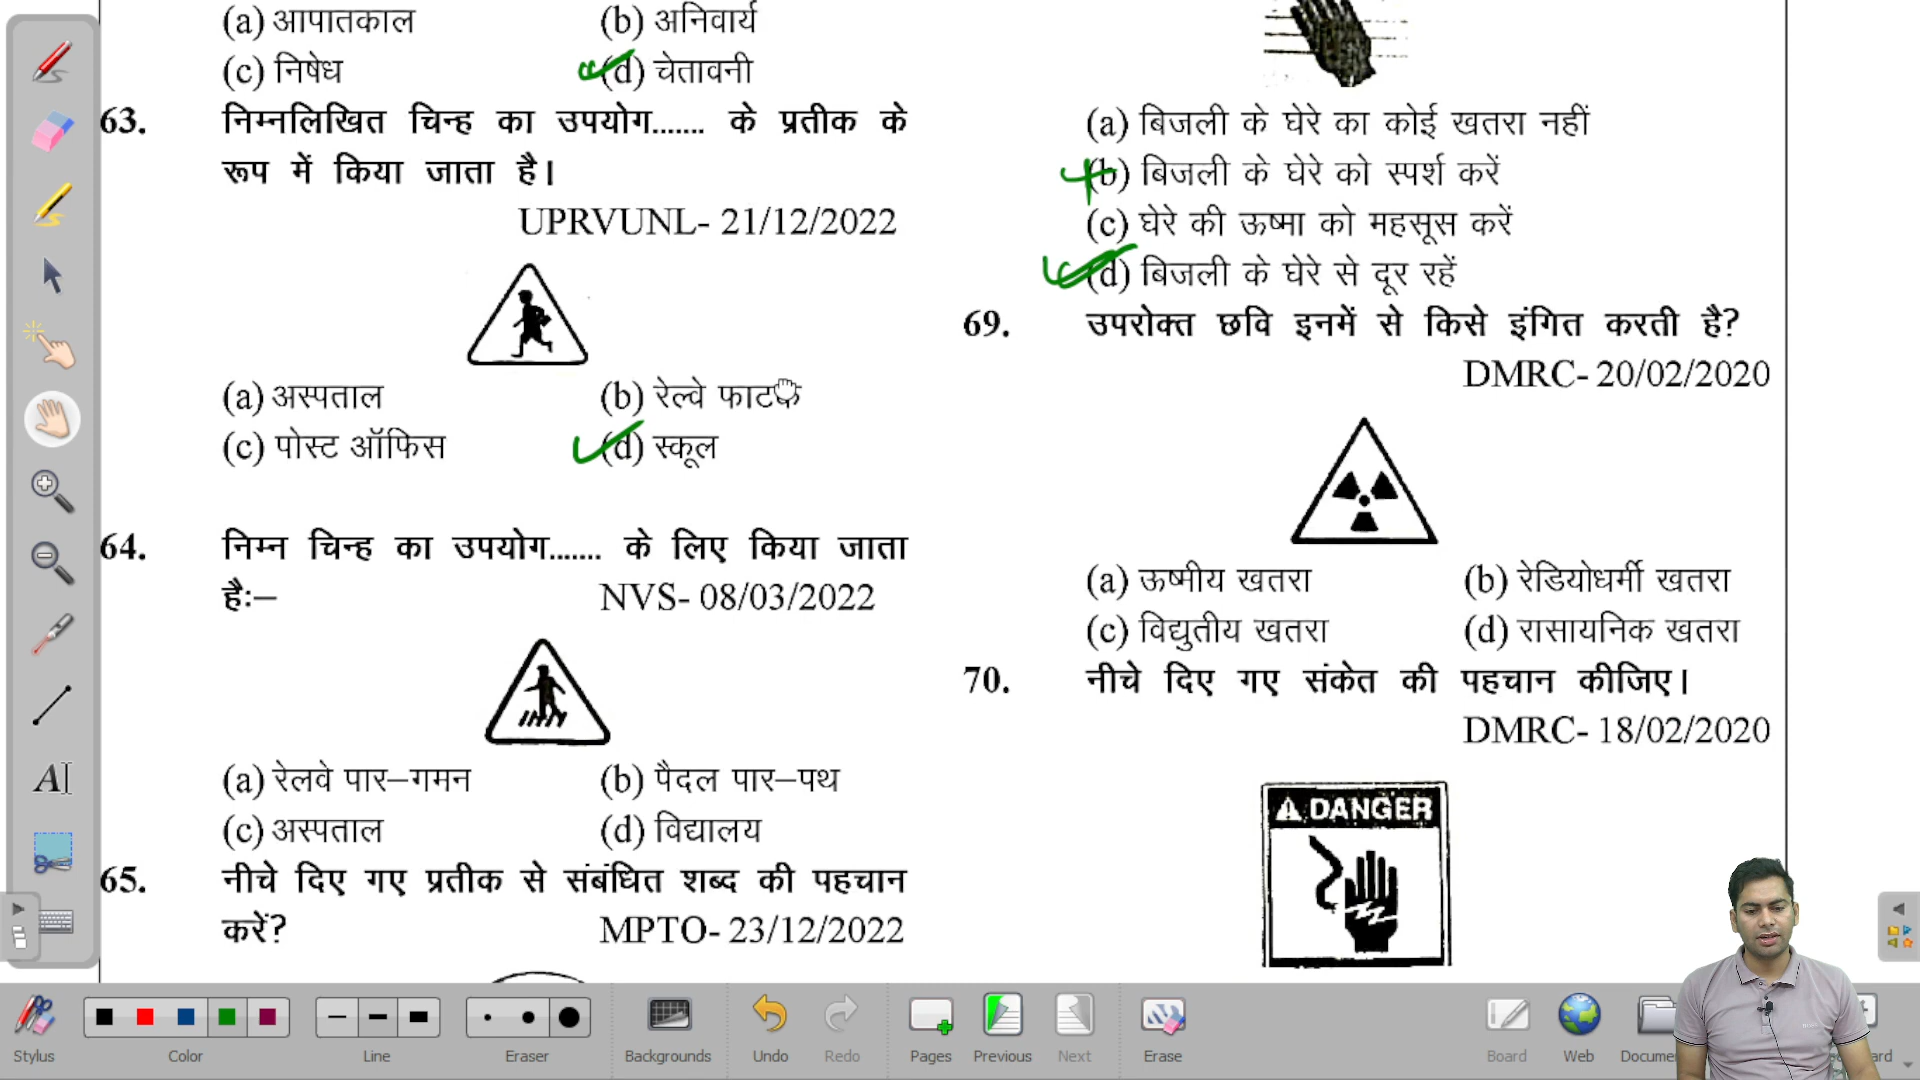 (a) आपातकाल (b) अनिवार्य
(c) निषेध (d) चेतावनी
63. निम्नलिखित चिन्ह का उपयोग....... के प्रतीक के
रूप में किया जाता है।
UPRVUNL- 21/12/2022
(a) अस्पताल (b) रेल्वे फाटक
(c) पोस्ट ऑफिस (d) स्कूल
64. निम्न चिन्ह का उपयोग....... के लिए किया जाता
हैः– NVS- 08/03/2022
(a) रेलवे पार–गमन (b) पैदल पार–पथ
(c) अस्पताल (d) विद्यालय
65. नीचे दिए गए प्रतीक से संबंधित शब्द की पहचान
करें? MPTO- 23/12/2022
(a) बिजली के घेरे का कोई खतरा नहीं
(b) बिजली के घेरे को स्पर्श करें
(c) घेरे की ऊष्मा को महसूस करें
(d) बिजली के घेरे से दूर रहें
69. उपरोक्त छवि इनमें से किसे इंगित करती है?
DMRC- 20/02/2020
(a) ऊष्मीय खतरा (b) रेडियोधर्मी खतरा
(c) विद्युतीय खतरा (d) रासायनिक खतरा
70. नीचे दिए गए संकेत की पहचान कीजिए।
DMRC- 18/02/2020
DANGER
Stylus Color Line Eraser Backgrounds Undo Redo Pages Previous Next Erase Board Web